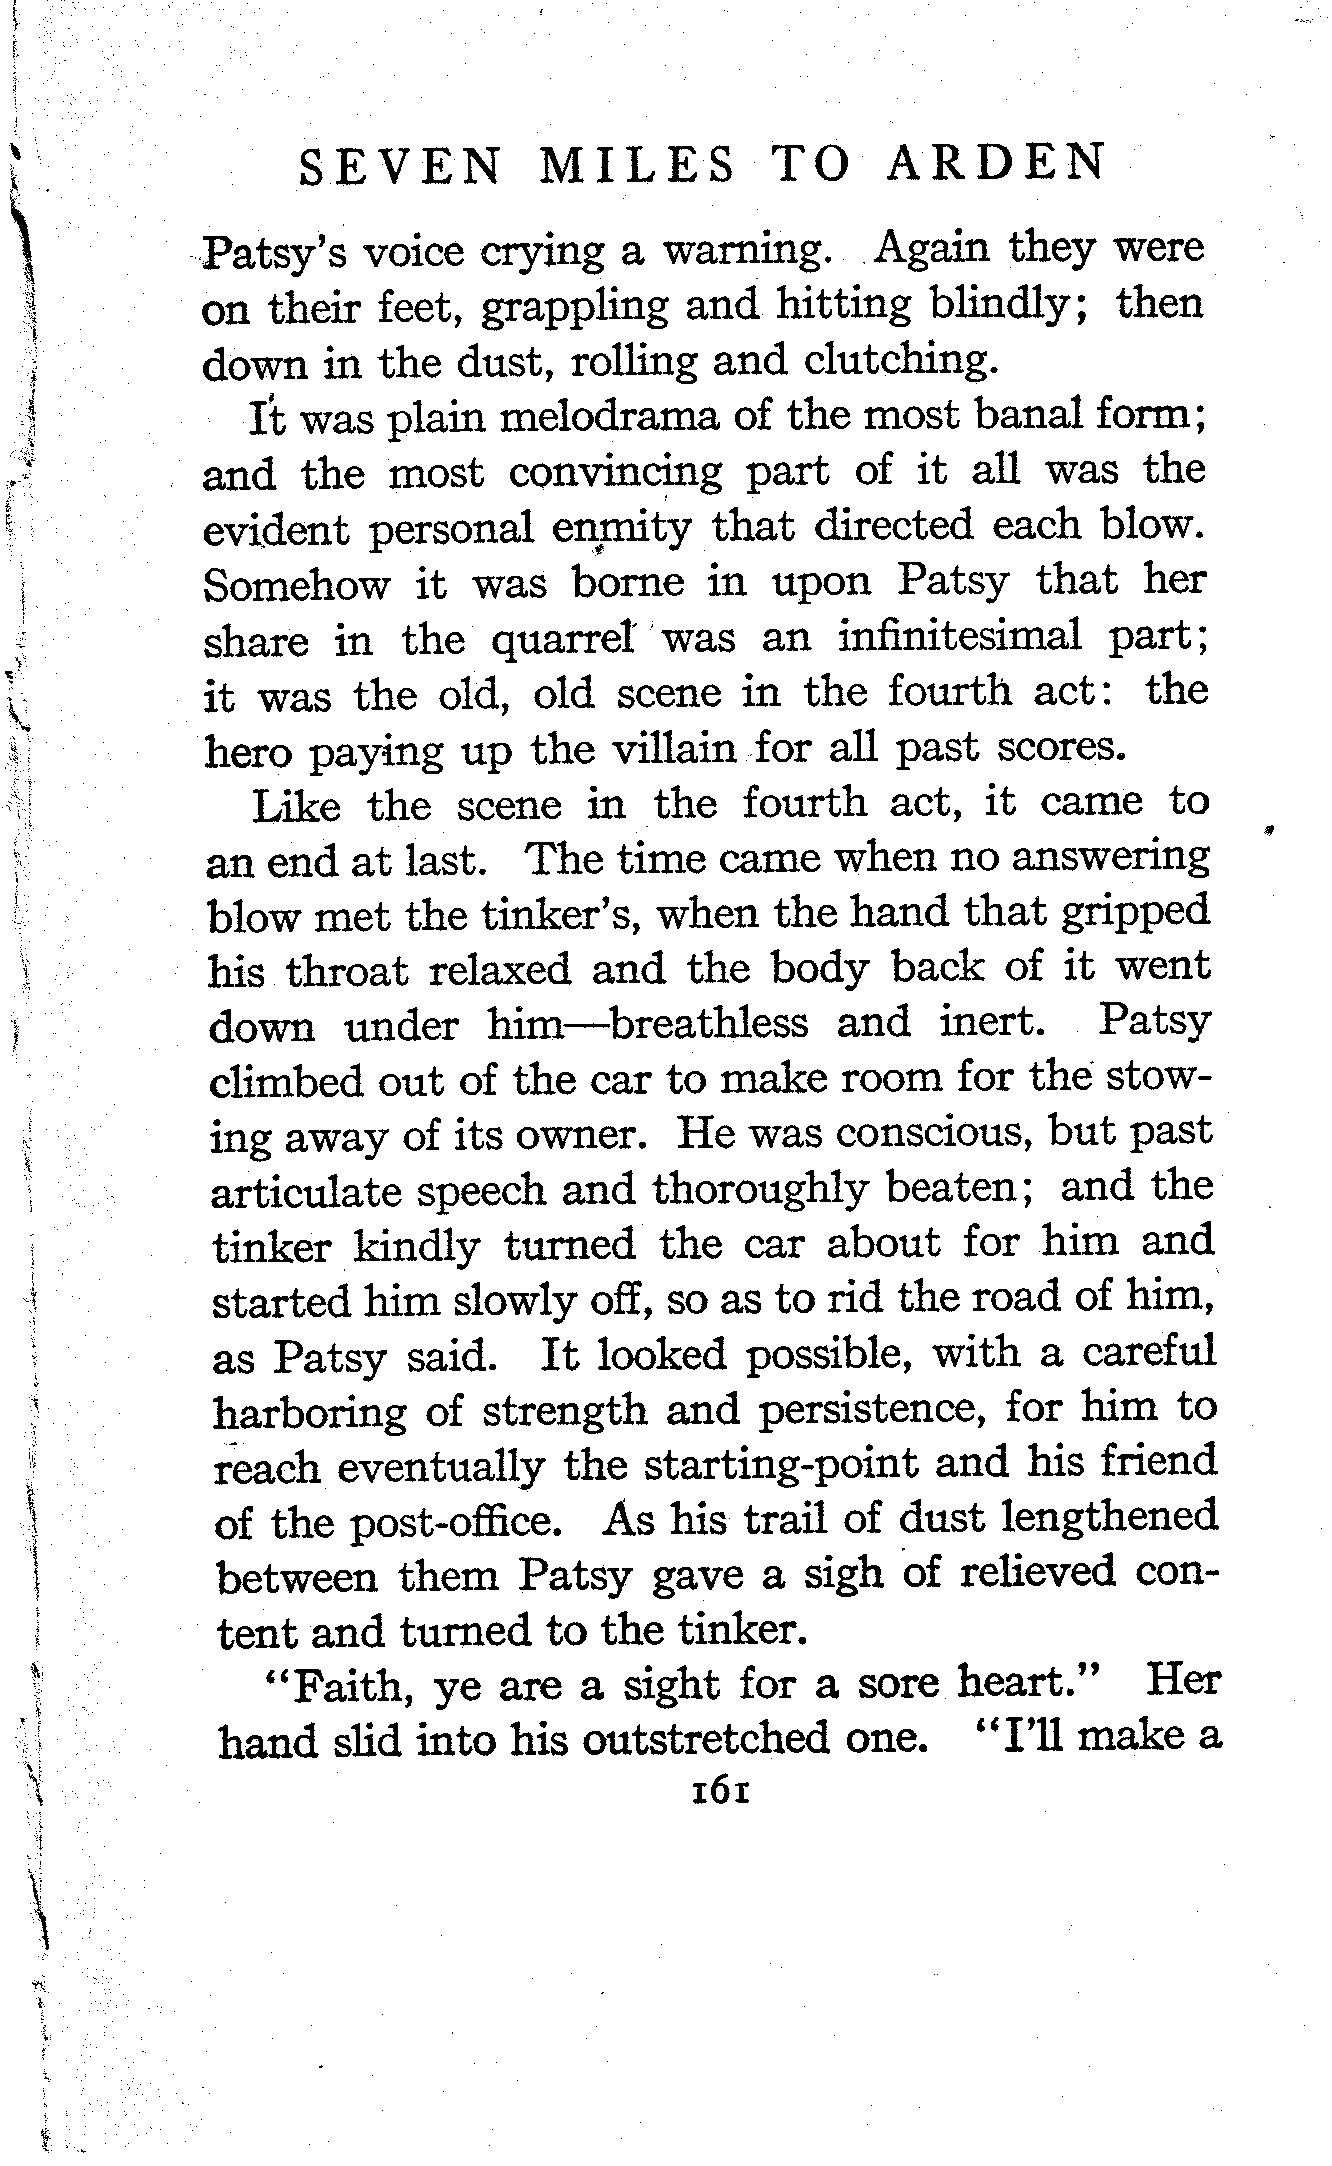 SEVEN MILES TO ARDEN
Patsy's voice crying a warning. Again they were
on their feet, grappling and hitting blindly; then
down in the dust, rolling and clutching.
It was plain melodrama of the most banal form;
and the most convincing part of it all was the
evident personal enmity that directed each blow.
Somehow it was borne in upon Patsy that her
share in the quarrel was an infinitesimal part;
it was the old, old scene in the fourth act: the
hero paying up the villain for all past scores.
Like the scene in the fourth act, it came to
an end at last. The time came when no answering
blow met the tinker's, when the hand that gripped
his throat relaxed and the body back of it went
down under him—breathless and inert. Patsy
climbed out of the car to make room for the stow-
ing away of its owner. He was conscious, but past
articulate speech and thoroughly beaten; and the
tinker kindly turned the car about for him and
started him slowly off, so as to rid the road of him,
as Patsy said. It looked possible, with a careful
harboring of strength and persistence, for him to
reach eventually the starting-point and his friend
of the post-office. As his trail of dust lengthened
between them Patsy gave a sigh of relieved con-
tent and turned to the tinker.
"Faith, ye are a sight for a sore heart." Her
hand slid into his outstretched one. "I'll make a
161